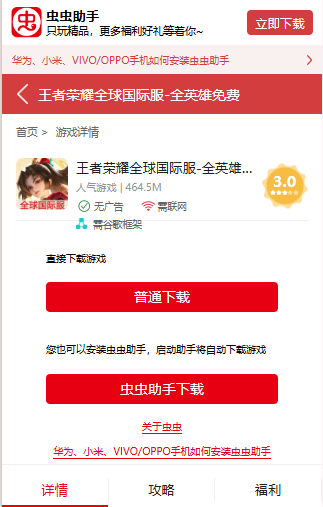 虫虫助手
只玩精品，更多福利好礼等着你~
立即下载
华为、小米、VIVO/OPPO手机如何安装虫虫助手
王者荣耀全球国际服-全英雄免费
首页 > 游戏详情
王者荣耀全球国际服-全英雄...
人气游戏 | 464.5M
3.0
无广告 需联网
需谷歌框架
全球国际服
直接下载游戏
普通下载
您也可以安装虫虫助手，启动助手将自动下载游戏
虫虫助手下载
关于虫虫
华为、小米、VIVO/OPPO手机如何安装虫虫助手
详情 攻略 福利